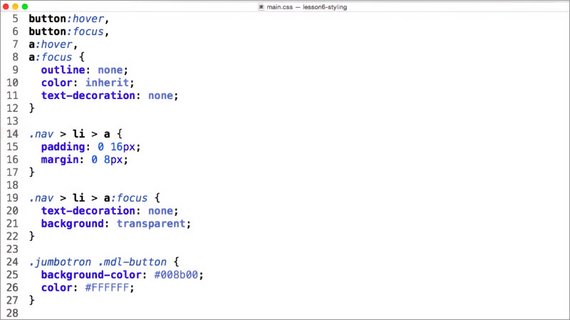 main.css — lesson6-styling
5 button:hover,
6 button:focus,
7 a:hover,
8 a:focus {
9 outline: none;
10 color: inherit;
11 text-decoration: none;
12 }
13
14 .nav > li > a {
15 padding: 0 16px;
16 margin: 0 8px;
17 }
18
19 .nav > li > a:focus {
20 text-decoration: none;
21 background: transparent;
22 }
23
24 .jumbotron .mdl-button {
25 background-color: #008b00;
26 color: #FFFFFF;
27 }
28